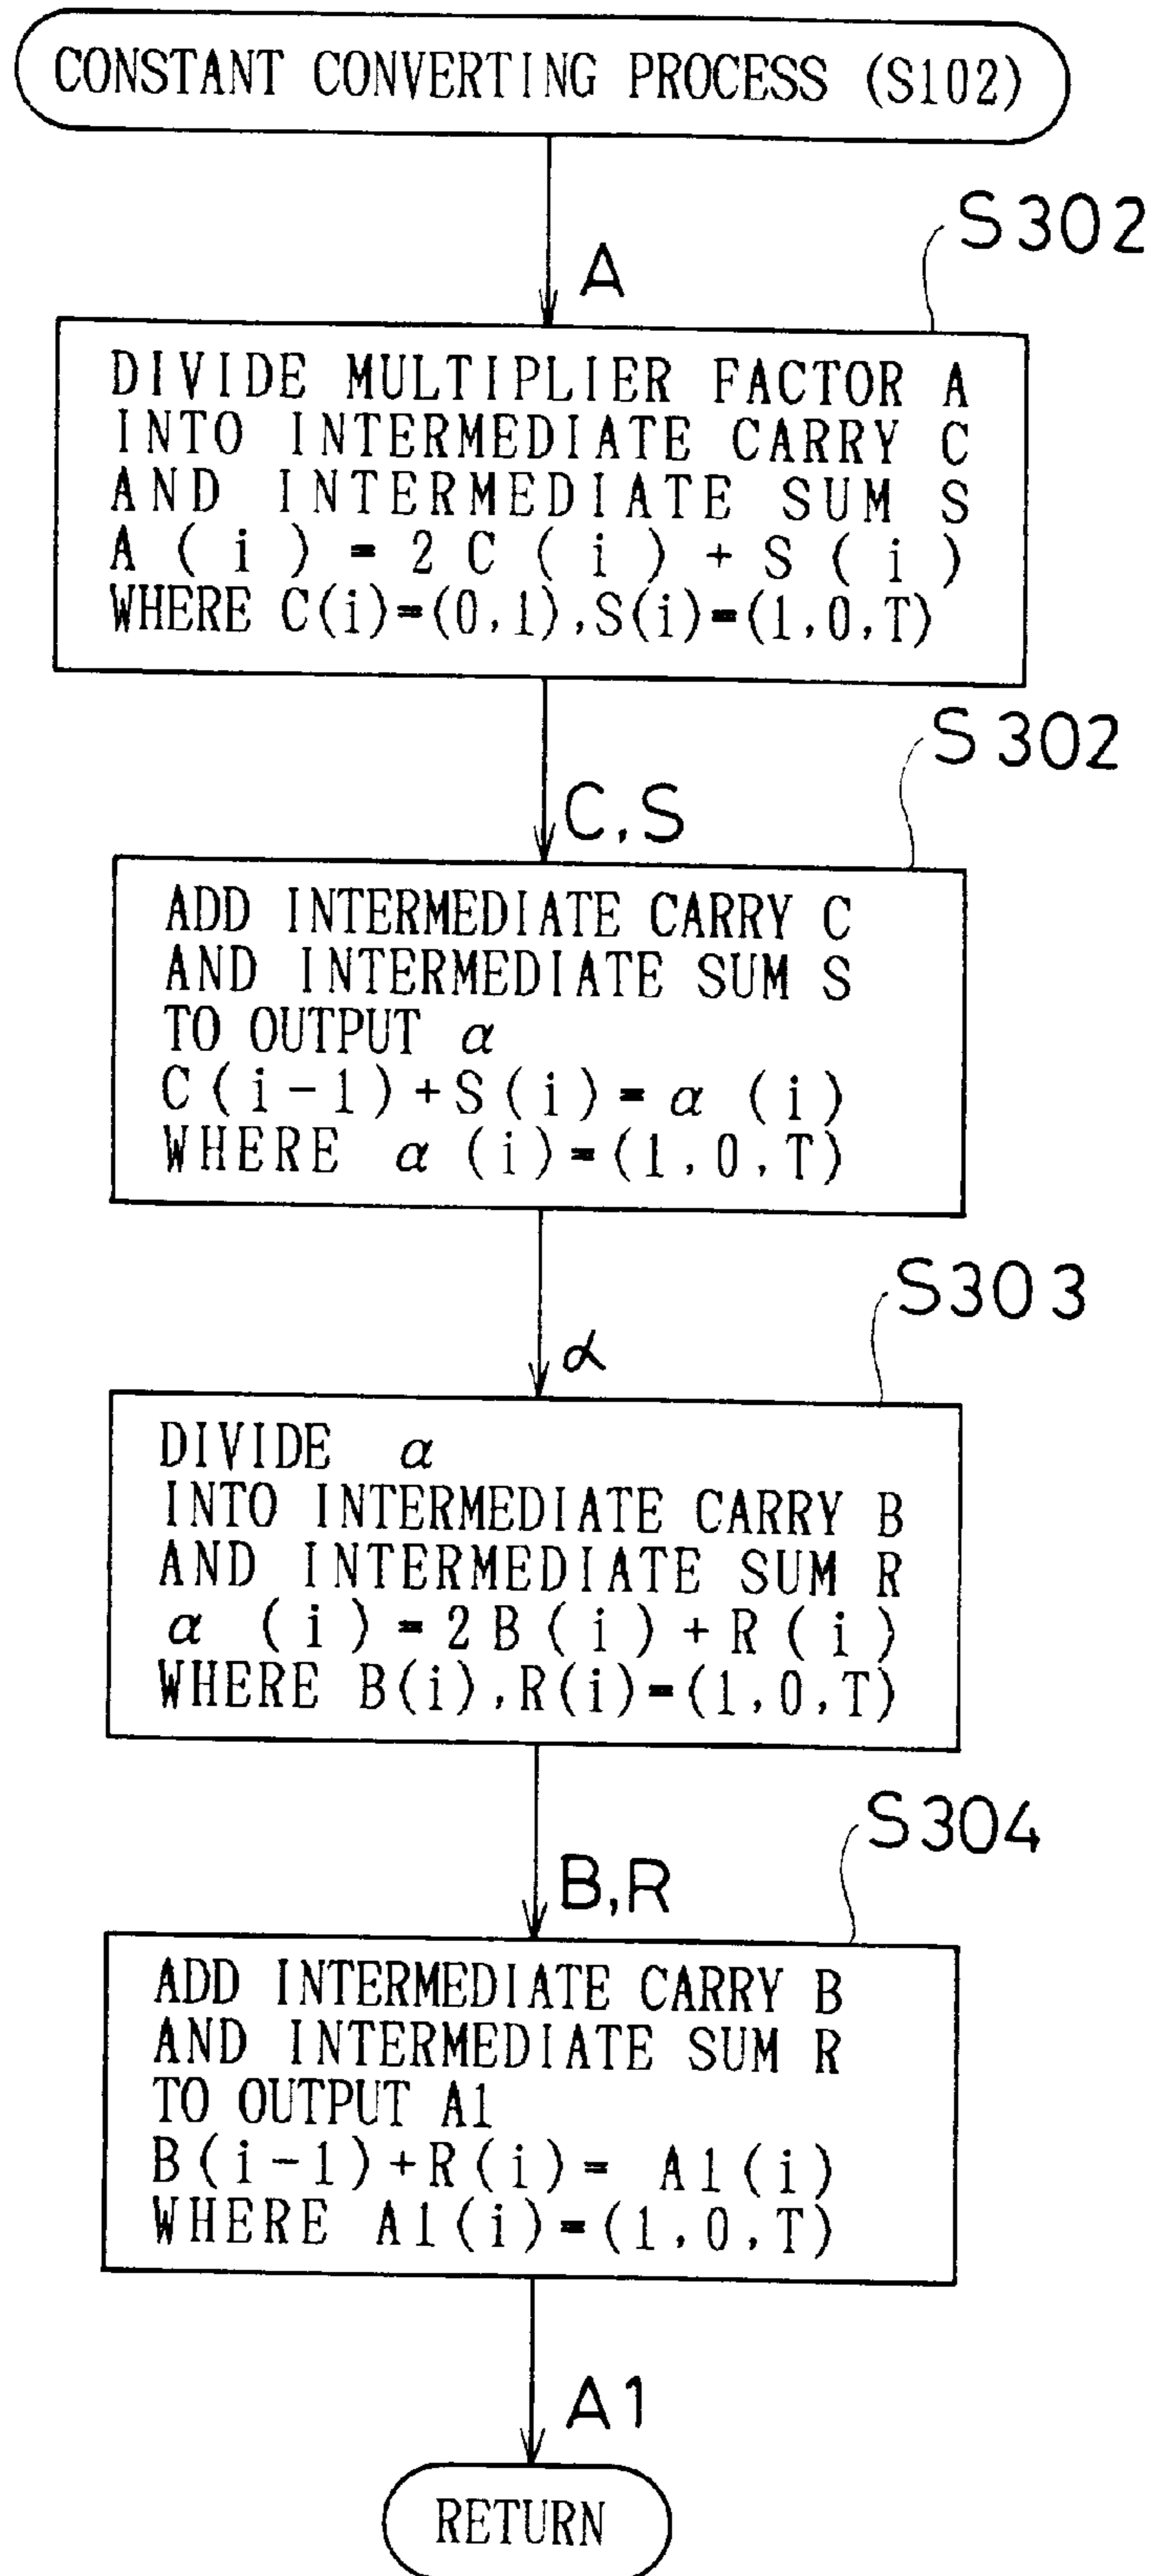 CONSTANT CONVERTING PROCESS (S102)
A
S302
DIVIDE MULTIPLIER FACTOR A
INTO INTERMEDIATE CARRY C
AND INTERMEDIATE SUM S
A(i)=2C(i)+S(i)
WHERE C(i)=(0,1),S(i)=(1,0,T)
C,S
S302
ADD INTERMEDIATE CARRY C
AND INTERMEDIATE SUM S
TO OUTPUT α
C(i-1)+S(i)=α(i)
WHERE α(i)=(1,0,T)
α
S303
DIVIDE α
INTO INTERMEDIATE CARRY B
AND INTERMEDIATE SUM R
α(i)=2B(i)+R(i)
WHERE B(i),R(i)=(1,0,T)
B,R
S304
ADD INTERMEDIATE CARRY B
AND INTERMEDIATE SUM R
TO OUTPUT A1
B(i-1)+R(i)= A1(i)
WHERE A1(i)=(1,0,T)
A1
RETURN